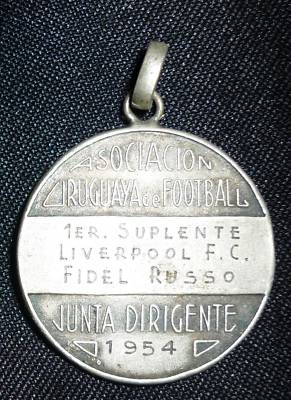 ASOCIACION
URUGUAYA de FOOTBALL
1ER. SUPLENTE
LIVERPOOL F.C.
FIDEL RUSSO
JUNTA DIRIGENTE
1954